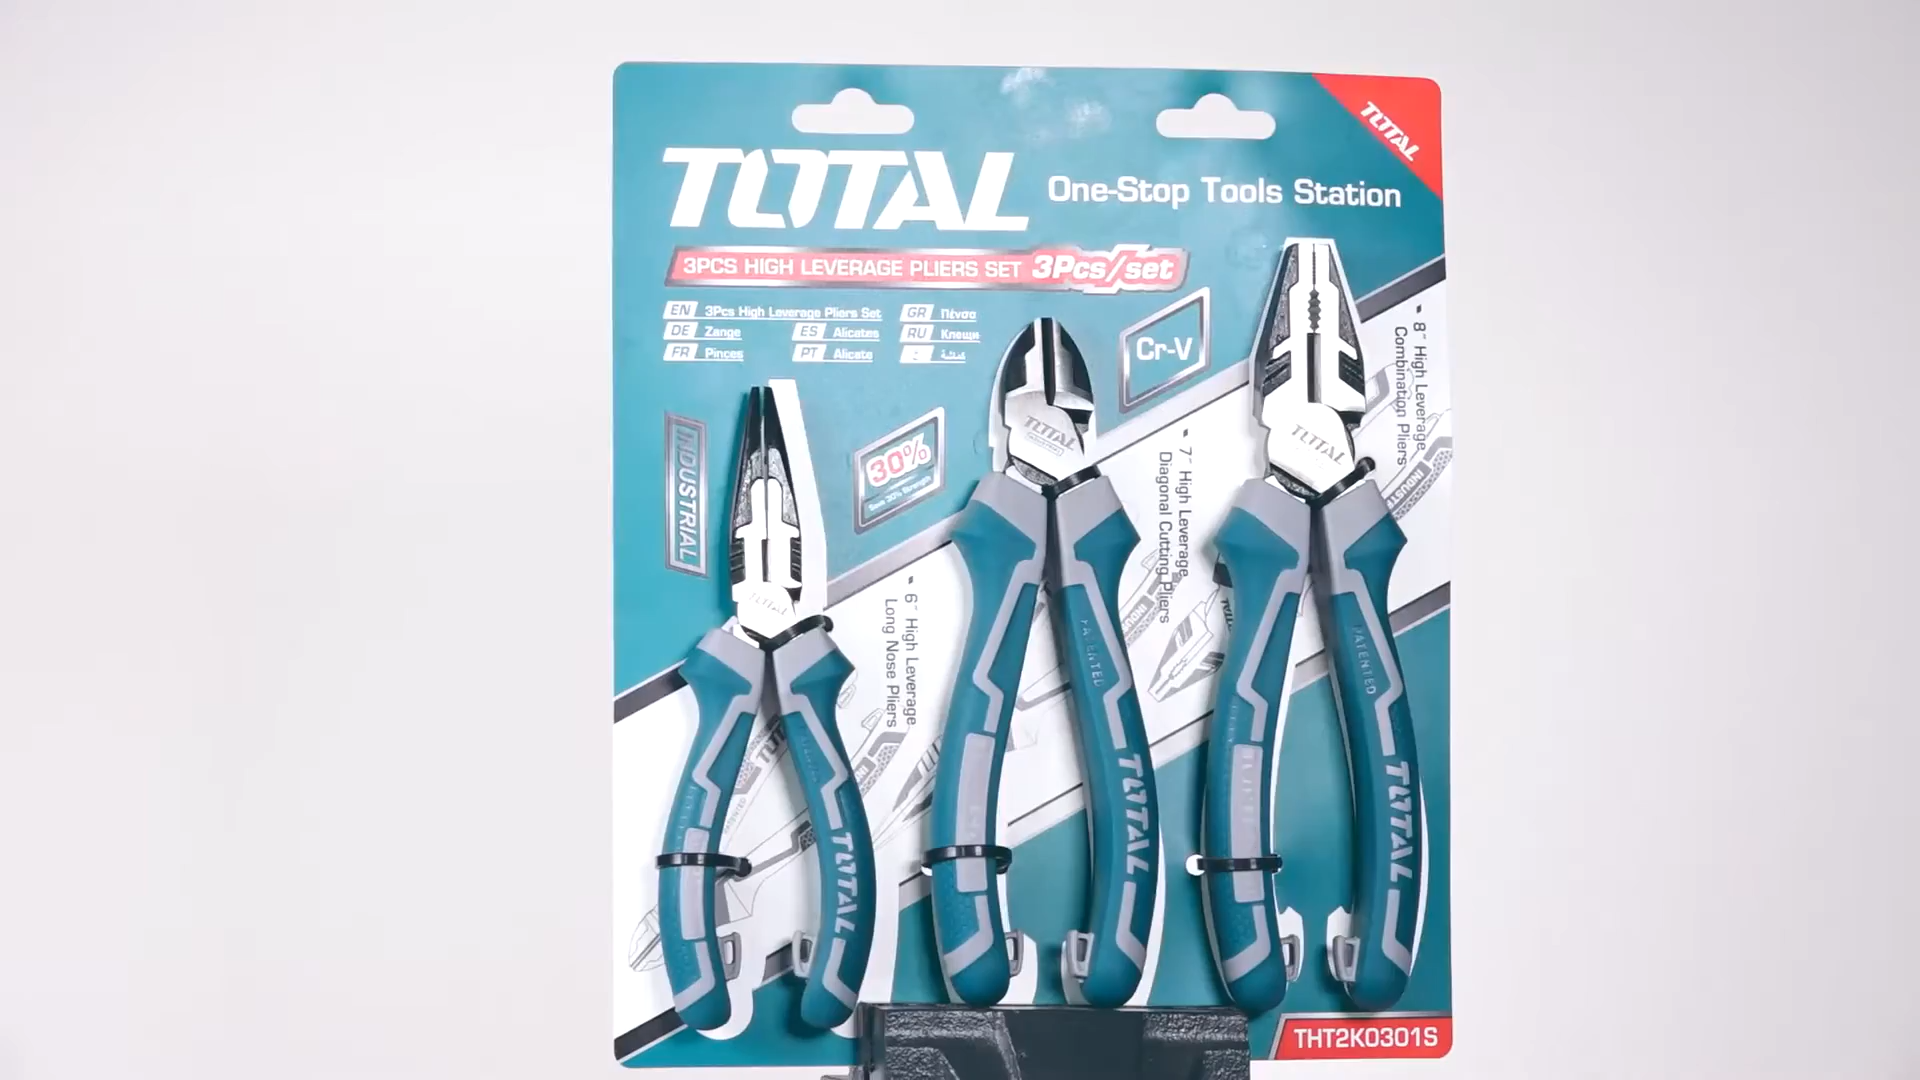 TOTAL
TOTAL
One-Stop Tools Station
3PCS HIGH LEVERAGE PLIERS SET 3Pcs/set
EN 3Pcs High Leverage Pliers Set
GR Πένσα
DE Zange
ES Alicates
RU Клещи
FR Pinces
PT Alicate
Cr-V
INDUSTRIAL
30%
Save 30% Strength
8" High Leverage
Combination Pliers
7" High Leverage
Diagonal Cutting Pliers
6" High Leverage
Long Nose Pliers
TOTAL
TOTAL
TOTAL
PATENTED
PATENTED
TOTAL
TOTAL
TOTAL
THT2K0301S